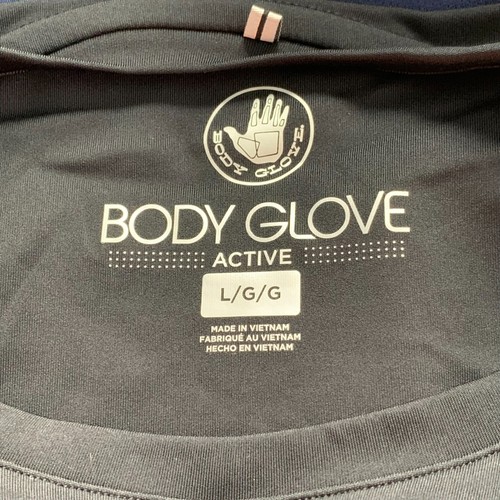 BODY GLOVE.
BODY GLOVE
ACTIVE
L/G/G
MADE IN VIETNAM
FABRIQUÉ AU VIETNAM
HECHO EN VIETNAM